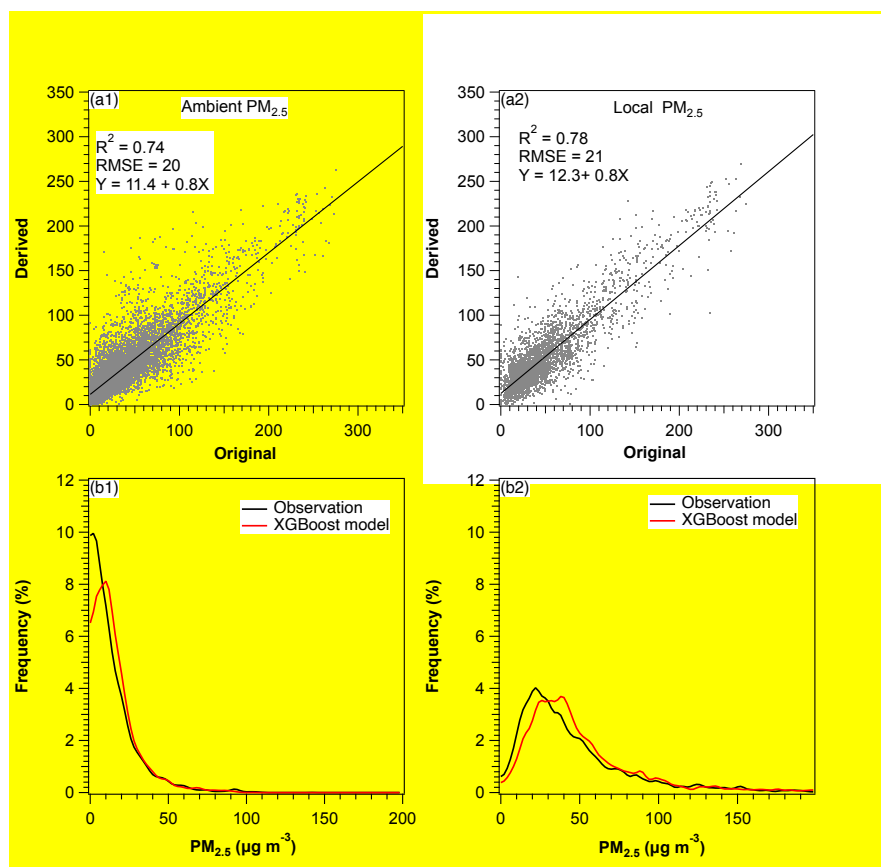 (a1)
Ambient PM2.5
R2 = 0.74
RMSE = 20
Y = 11.4 + 0.8X
350
300
250
200
150
100
50
0
Derived
0 100 200 300
Original
(a2)
Local PM2.5
R2 = 0.78
RMSE = 21
Y = 12.3+ 0.8X
350
300
250
200
150
100
50
0
Derived
0 100 200 300
Original
(b1)
Observation
XGBoost model
12
10
8
6
4
2
0
Frequency (%)
0 50 100 150 200
PM2.5 (µg m-3)
(b2)
Observation
XGBoost model
12
10
8
6
4
2
0
Frequency (%)
0 50 100 150
PM2.5 (µg m-3)